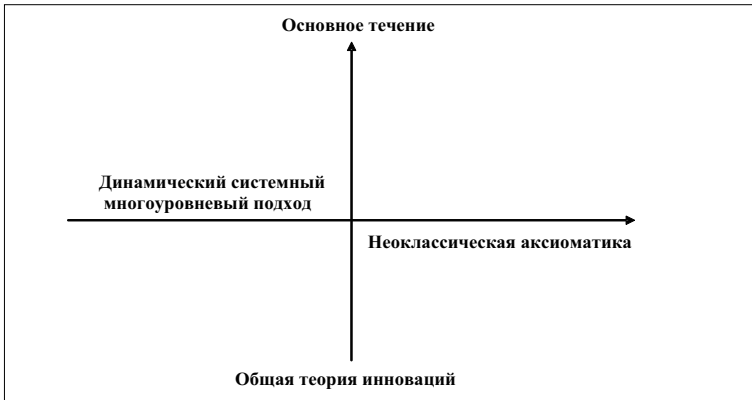 Основное течение
Динамический системный
многоуровневый подход
Неоклассическая аксиоматика
Общая теория инноваций